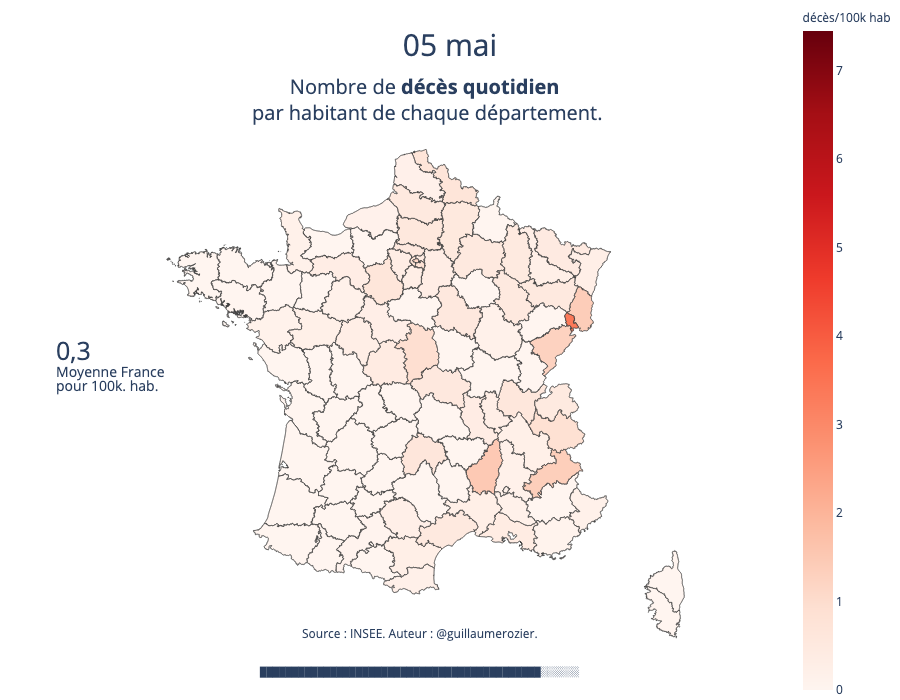 05 mai
Nombre de décès quotidien
par habitant de chaque département.
décès/100k hab
7
6
5
4
3
2
1
0
0,3
Moyenne France
pour 100k. hab.
Source : INSEE. Auteur : @guillaumerozier.